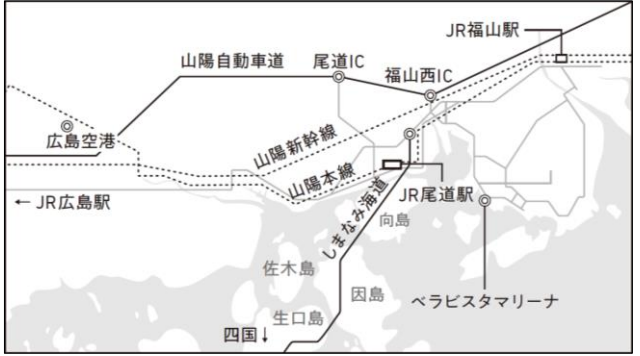 JR福山駅
山陽自動車道
尾道IC
福山西IC
広島空港
山陽新幹線
山陽本線
← JR広島駅
JR尾道駅
しまなみ海道
向島
佐木島
因島
ベラビスタマリーナ
生口島
四国↓